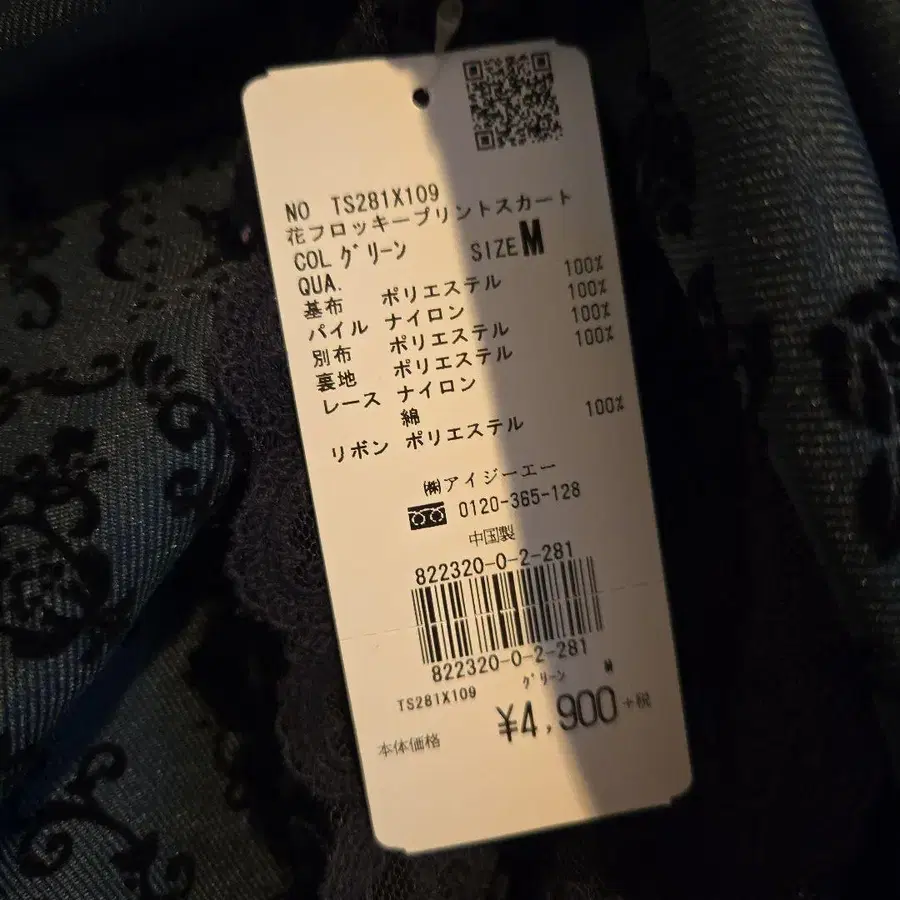 NO TS281X109
花フロッキープリントスカート
COL グリーン SIZE M
QUA.
基布 ポリエステル 100%
パイル ナイロン 100%
別布 ポリエステル 100%
裏地 ポリエステル 100%
レース ナイロン
綿
リボン ポリエステル 100%
㈱アイジーエー
0120-365-128
中国製
822320-0-2-281
822320-0-2-281
TS281X109 グリーン M
本体価格 ¥4,900+税